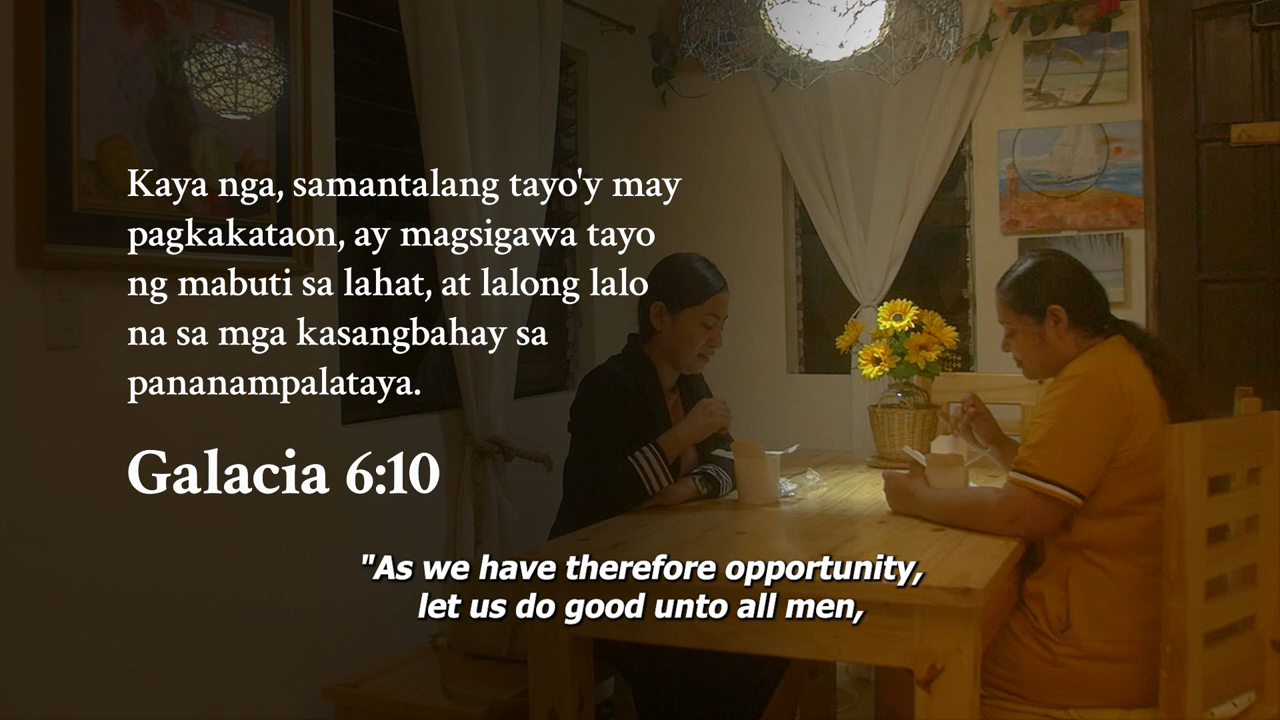 Kaya nga, samantalang tayo'y may
pagkakataon, ay magsigawa tayo
ng mabuti sa lahat, at lalong lalo
na sa mga kasangbahay sa
pananampalataya.
Galacia 6:10
"As we have therefore opportunity,
let us do good unto all men,